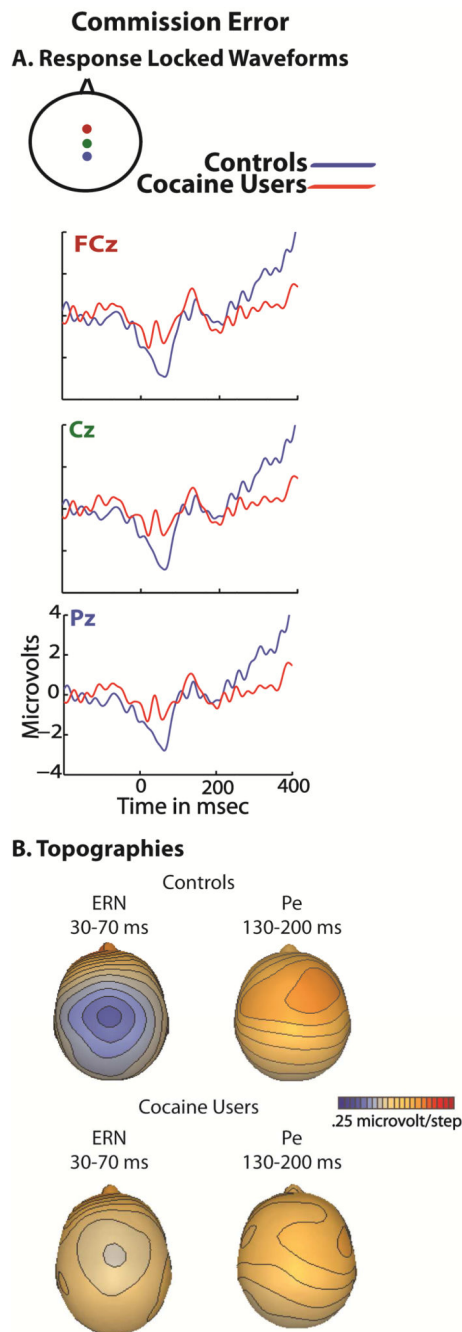 Commission Error
A. Response Locked Waveforms
Controls
Cocaine Users
FCz
Cz
Pz
4
2
0
−2
−4
Microvolts
0 200 400
Time in msec
B. Topographies
Controls
ERN Pe
30-70 ms 130-200 ms
Cocaine Users
.25 microvolt/step
ERN Pe
30-70 ms 130-200 ms